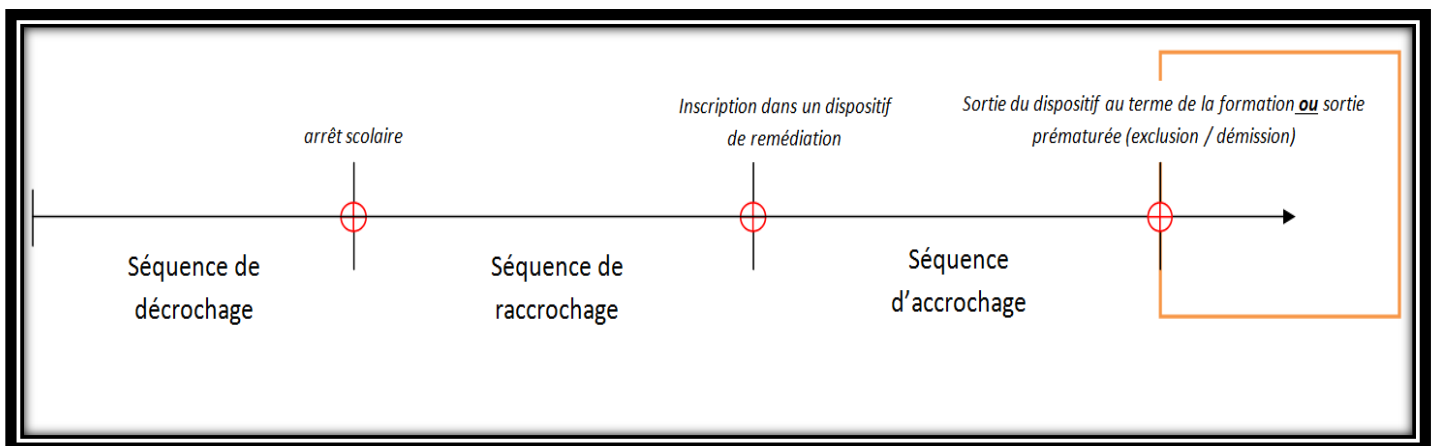 arrêt scolaire
Inscription dans un dispositif
de remédiation
Sortie du dispositif au terme de la formation ou sortie
prématurée (exclusion / démission)
Séquence de
décrochage
Séquence de
raccrochage
Séquence
d’accrochage